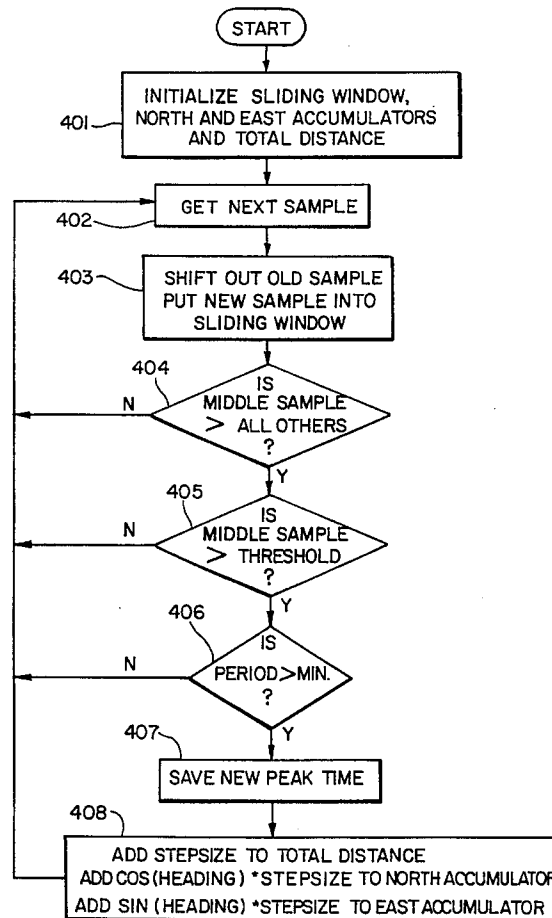 START
401
INITIALIZE SLIDING WINDOW,
NORTH AND EAST ACCUMULATORS
AND TOTAL DISTANCE
402
GET NEXT SAMPLE
403
SHIFT OUT OLD SAMPLE
PUT NEW SAMPLE INTO
SLIDING WINDOW
404
IS
MIDDLE SAMPLE
> ALL OTHERS
?
N
Y
405
IS
MIDDLE SAMPLE
> THRESHOLD
?
N
Y
406
IS
PERIOD>MIN.
?
N
Y
407
SAVE NEW PEAK TIME
408
ADD STEPSIZE TO TOTAL DISTANCE
ADD COS (HEADING) *STEPSIZE TO NORTH ACCUMULATOR
ADD SIN (HEADING) *STEPSIZE TO EAST ACCUMULATOR